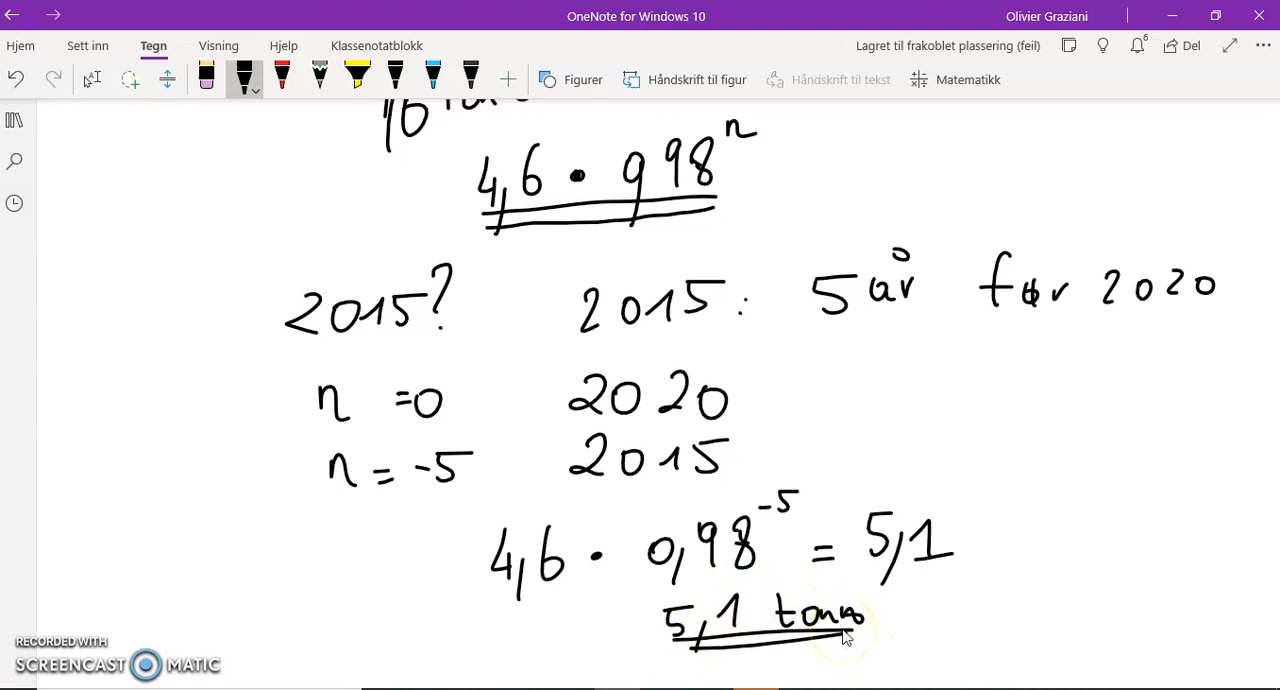 OneNote for Windows 10
Olivier Graziani
Hjem Sett inn Tegn Visning Hjelp Klassenotatblokk
Lagret til frakoblet plassering (feil) 6 Del
Figurer Håndskrift til figur Håndskrift til tekst Matematikk
4,6 • 0,98^n
2015? 2015: 5 år før 2020
n = 0 2020
n = -5 2015
4,6 • 0,98^-5 = 5,1
5,1 tonn
RECORDED WITH
SCREENCAST MATIC